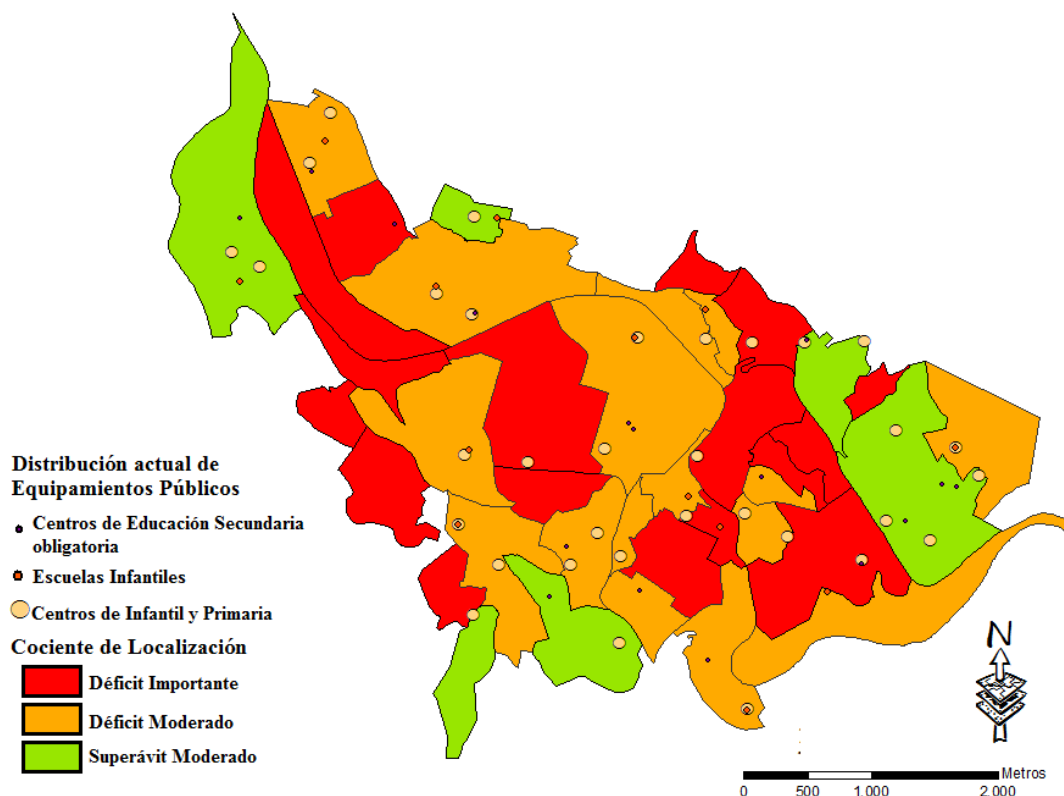 Distribución actual de
Equipamientos Públicos
Centros de Educación Secundaria
obligatoria
Escuelas Infantiles
Centros de Infantil y Primaria
Cociente de Localización
Déficit Importante
Déficit Moderado
Superávit Moderado
N
Metros
0 500 1.000 2.000